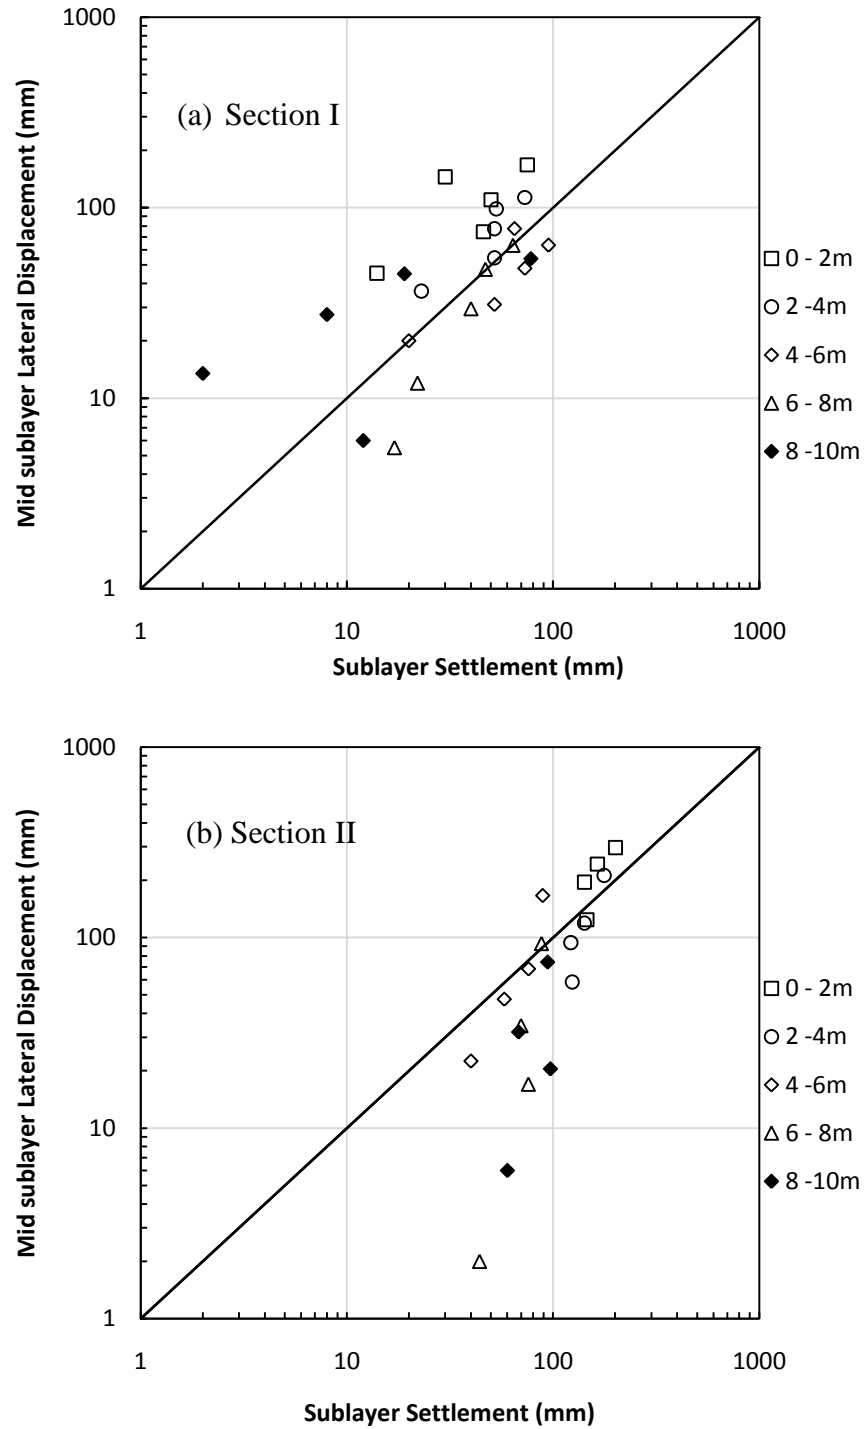 1000
100
10
1
Mid sublayer Lateral Displacement (mm)
(a) Section I
0 - 2m
2 -4m
4 -6m
6 - 8m
8 -10m
1 10 100 1000
Sublayer Settlement (mm)
1000
100
10
1
Mid sublayer Lateral Displacement (mm)
(b) Section II
0 - 2m
2 -4m
4 -6m
6 - 8m
8 -10m
1 10 100 1000
Sublayer Settlement (mm)